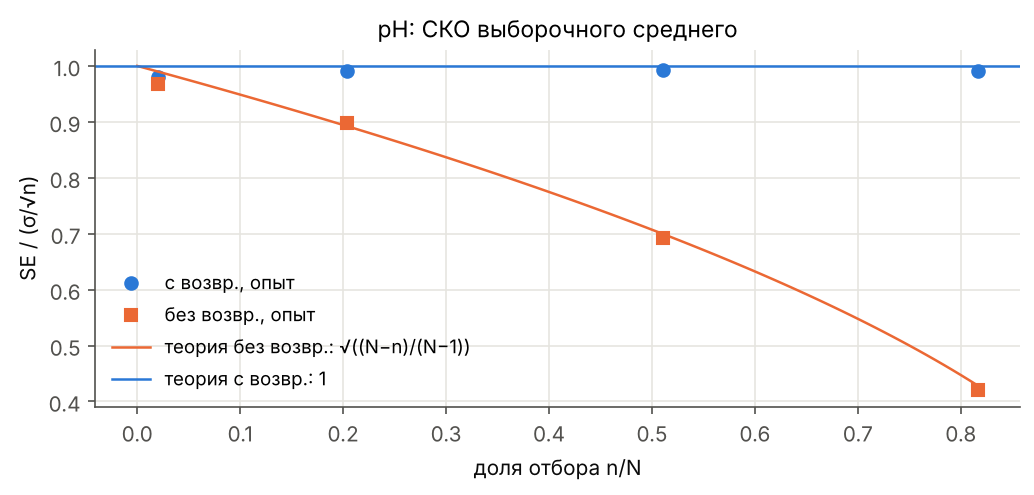 pH: СКО выборочного среднего
SE / (σ/√n)
1.0
0.9
0.8
0.7
0.6
0.5
0.4
с возвр., опыт
без возвр., опыт
теория без возвр.: √((N−n)/(N−1))
теория с возвр.: 1
0.0 0.1 0.2 0.3 0.4 0.5 0.6 0.7 0.8
доля отбора n/N